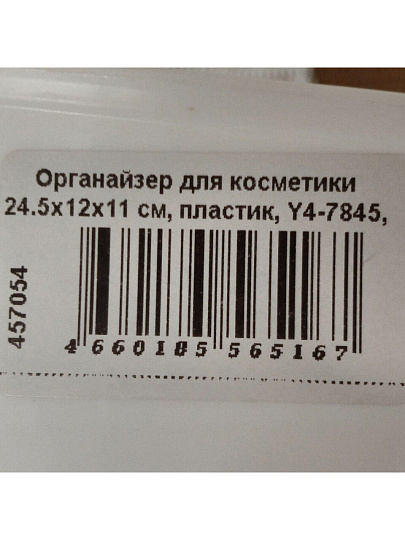 Органайзер для косметики
24.5х12х11 см, пластик, Y4-7845,
457054
4 660185 565167